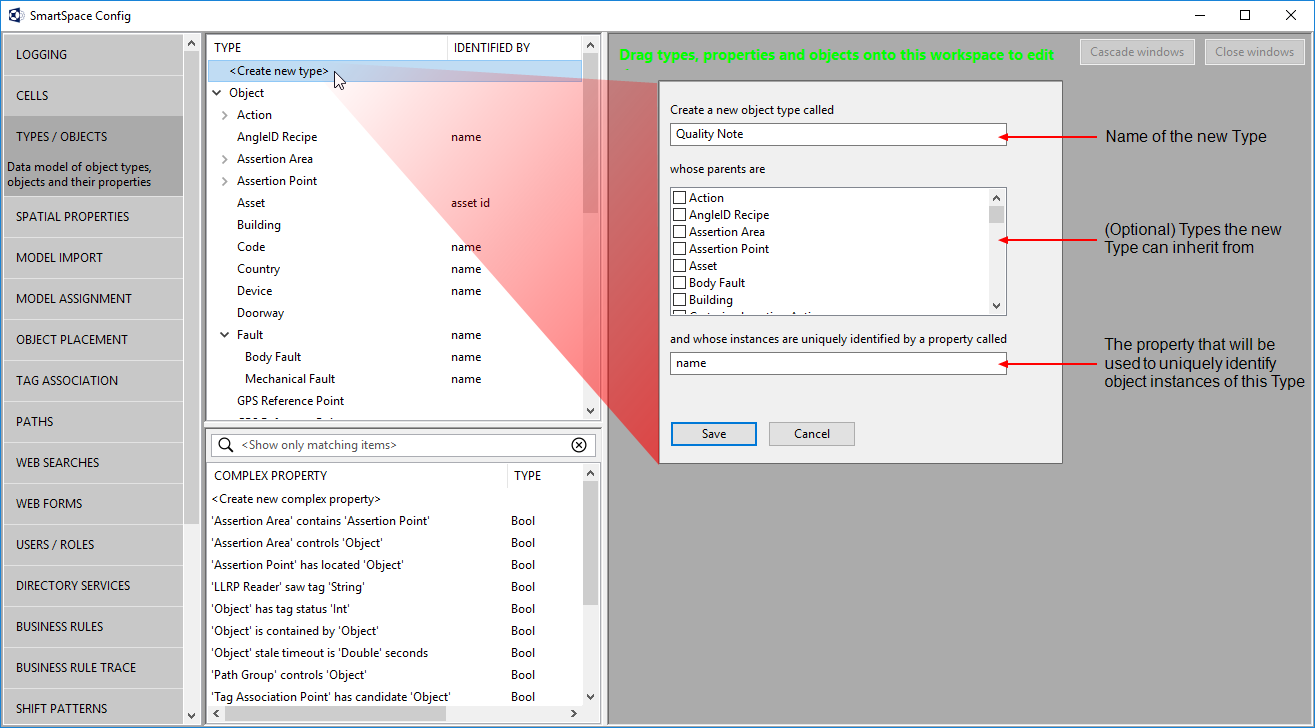 SmartSpace Config
LOGGING
CELLS
TYPES / OBJECTS
Data model of object types,
objects and their properties
SPATIAL PROPERTIES
MODEL IMPORT
MODEL ASSIGNMENT
OBJECT PLACEMENT
TAG ASSOCIATION
PATHS
WEB SEARCHES
WEB FORMS
USERS / ROLES
DIRECTORY SERVICES
BUSINESS RULES
BUSINESS RULE TRACE
SHIFT PATTERNS
TYPE IDENTIFIED BY
<Create new type>
Object
Action
AngleID Recipe name
Assertion Area
Assertion Point
Asset asset id
Building
Code name
Country name
Device name
Doorway
Fault name
Body Fault name
Mechanical Fault name
GPS Reference Point
<Show only matching items>
COMPLEX PROPERTY TYPE
<Create new complex property>
'Assertion Area' contains 'Assertion Point' Bool
'Assertion Area' controls 'Object' Bool
'Assertion Point' has located 'Object' Bool
'LLRP Reader' saw tag 'String' Bool
'Object' has tag status 'Int' Bool
'Object' is contained by 'Object' Bool
'Object' stale timeout is 'Double' seconds Bool
'Path Group' controls 'Object' Bool
'Tag Association Point' has candidate 'Object' Bool
Drag types, properties and objects onto this workspace to edit
Cascade windows
Close windows
Create a new object type called
Quality Note
whose parents are
Action
AngleID Recipe
Assertion Area
Assertion Point
Asset
Body Fault
Building
and whose instances are uniquely identified by a property called
name
Save
Cancel
Name of the new Type
(Optional) Types the new
Type can inherit from
The property that will be
used to uniquely identify
object instances of this Type